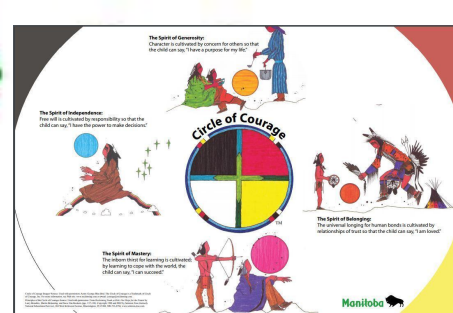 The Spirit of Generosity:
Character is cultivated by concern for others so that
the child can say, "I have a purpose for my life."
The Spirit of Independence:
Free will is cultivated by responsibility so that the
child can say, "I have the power to make decisions."
Circle of Courage
TM
The Spirit of Belonging:
The universal longing for human bonds is cultivated by
relationships of trust so that the child can say, "I am loved."
The Spirit of Mastery:
The inborn thirst for learning is cultivated;
by learning to cope with the world, the
child can say, "I can succeed."
Manitoba